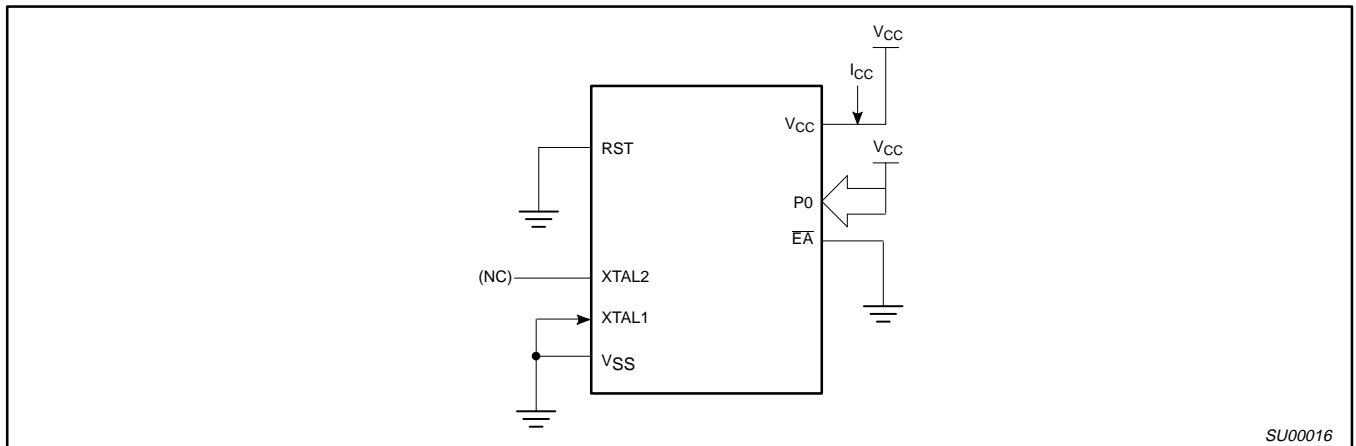 VCC
ICC
VCC
VCC
RST
P0
EA
(NC)
XTAL2
XTAL1
VSS
SU00016